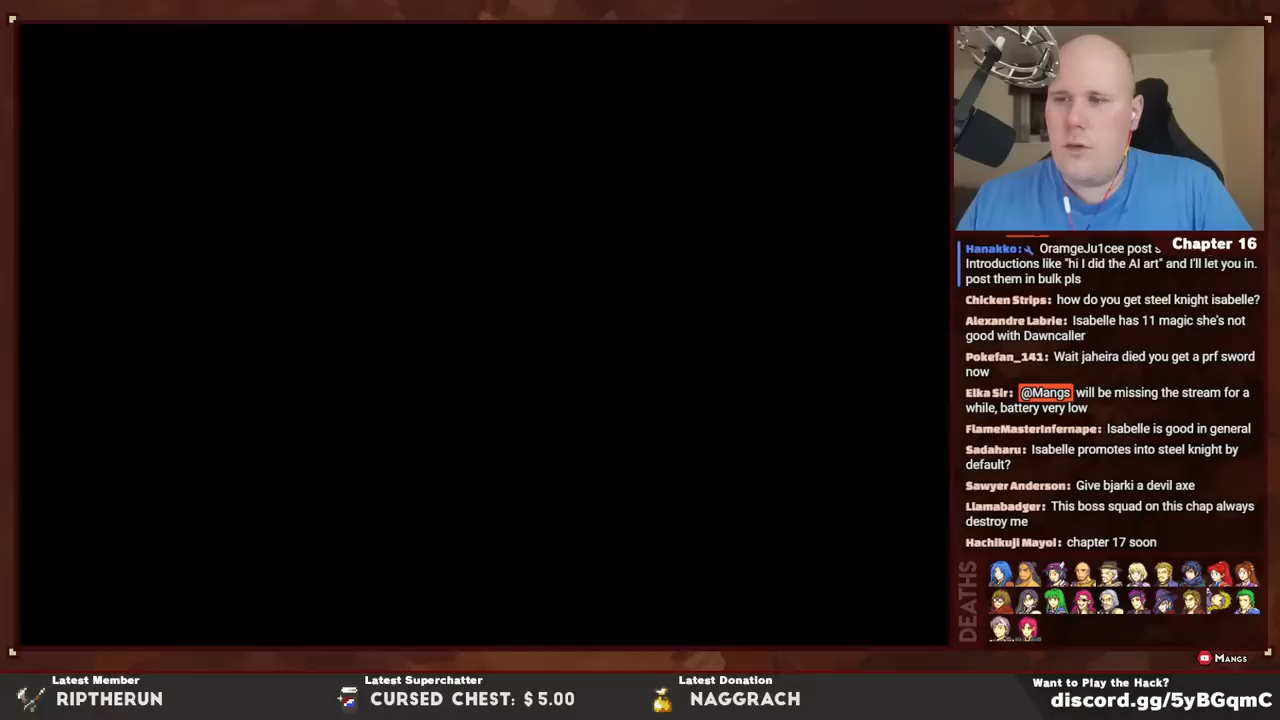 Chapter 16
Hanakko: OramgeJu1cee post s
Introductions like "hi I did the AI art" and I'll let you in.
post them in bulk pls
Chicken Strips: how do you get steel knight isabelle?
Alexandre Labrie: Isabelle has 11 magic she's not
good with Dawncaller
Pokefan_141: Wait jaheira died you get a prf sword
now
Elka Sir: @Mangs will be missing the stream for a
while, battery very low
FlameMasterInfernape: Isabelle is good in general
Sadaharu: Isabelle promotes into steel knight by
default?
Sawyer Anderson: Give bjarki a devil axe
Llamabadger: This boss squad on this chap always
destroy me
Hachikuji Mayoi: chapter 17 soon
DEATHS
MANGS
Latest Member
RIPTHERUN
Latest Superchatter
CURSED CHEST: $ 5.00
Latest Donation
NAGGRACH
Want to Play the Hack?
discord.gg/5yBGqmC